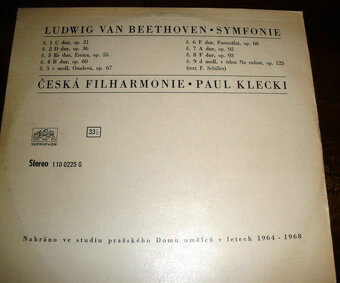 LUDWIG VAN BEETHOVEN • SYMFONIE
č. 1 C dur, op. 21
č. 2 D dur, op. 36
č. 3 Es dur, Eroica, op. 55
č. 4 B dur, op. 60
č. 5 c moll, Osudová, op. 67
č. 6 F dur, Pastorální, op. 68
č. 7 A dur, op. 92
č. 8 F dur, op. 93
č. 9 d moll, s ódou Na radost, op. 125
(text F. Schiller)
ČESKÁ FILHARMONIE • PAUL KLECKI
SUPRAPHON
33⅓
Stereo 110 0225 G
Nahráno ve studiu pražského Domu umělců v letech 1964 - 1968